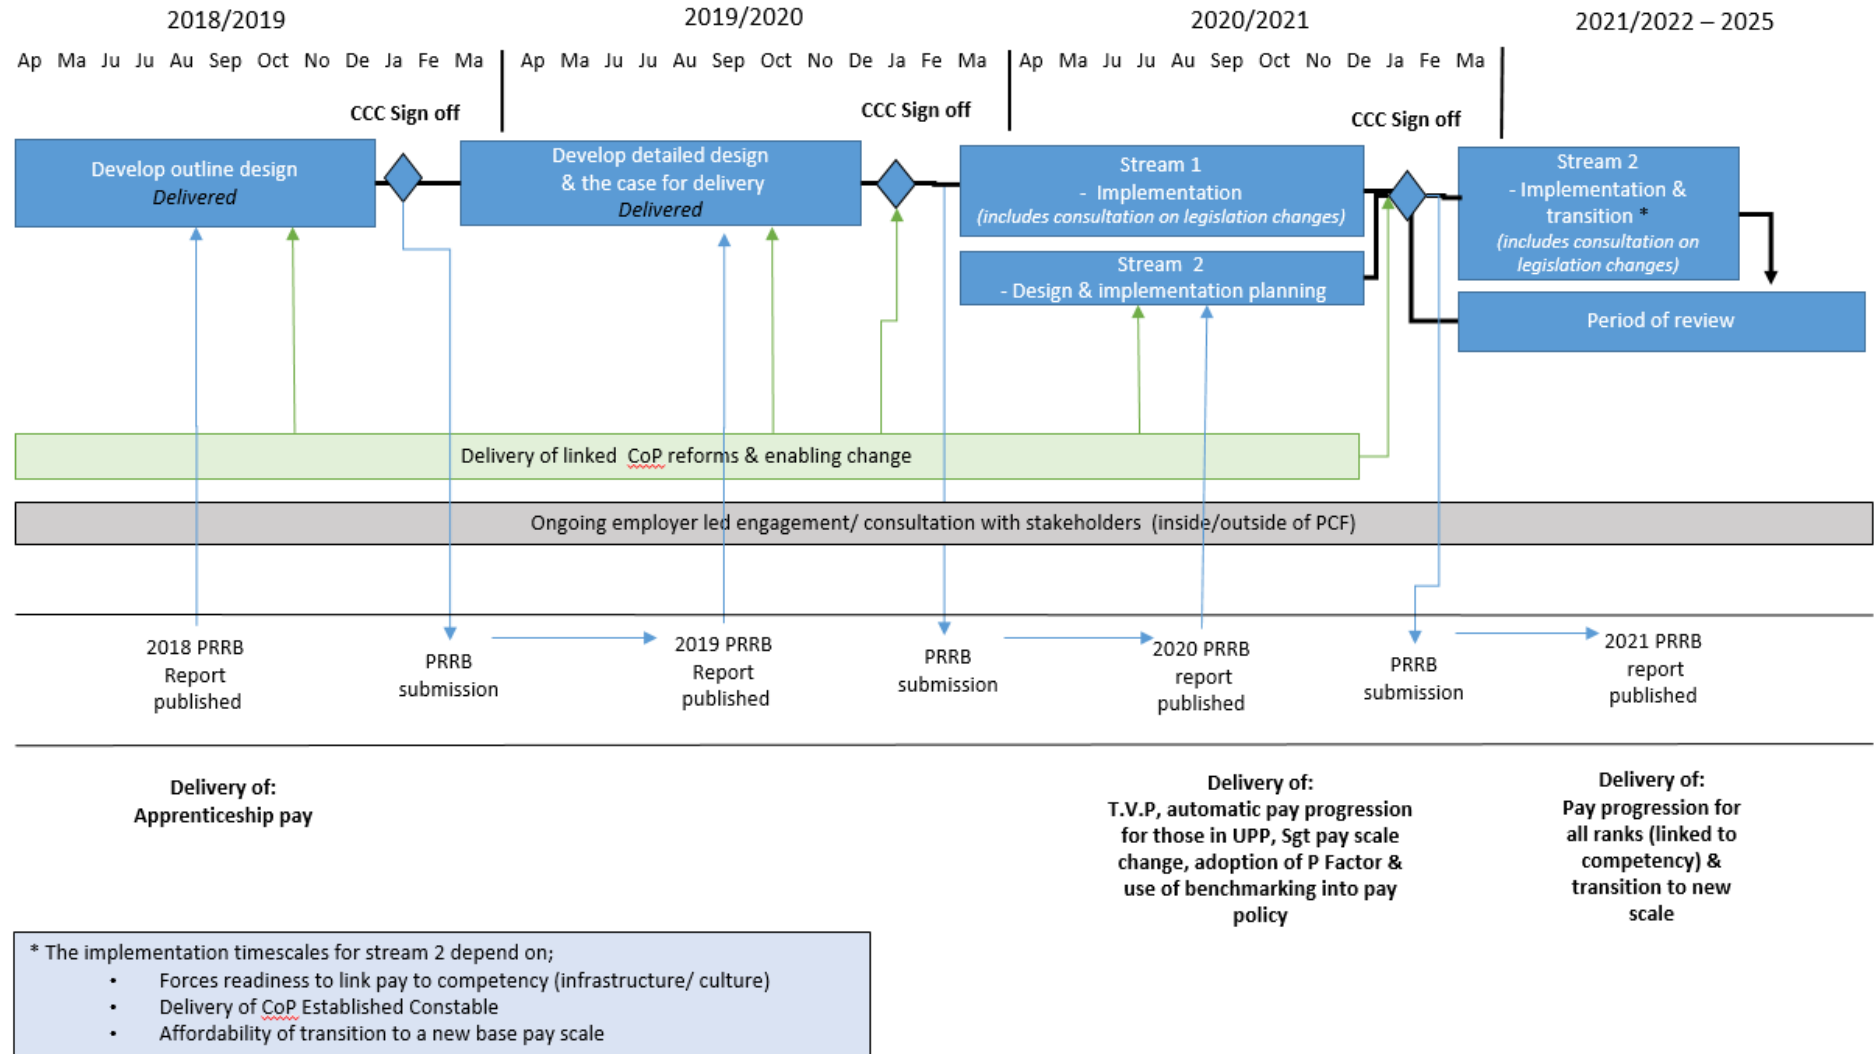 2018/2019
2019/2020
2020/2021
2021/2022 – 2025
Ap Ma Ju Ju Au Sep Oct No De Ja Fe Ma
Ap Ma Ju Ju Au Sep Oct No De Ja Fe Ma
Ap Ma Ju Ju Au Sep Oct No De Ja Fe Ma
CCC Sign off
CCC Sign off
CCC Sign off
Develop outline design
Delivered
Develop detailed design
& the case for delivery
Delivered
Stream 1
- Implementation
(includes consultation on legislation changes)
Stream 2
- Design & implementation planning
Stream 2
- Implementation &
transition *
(includes consultation on
legislation changes)
Period of review
Delivery of linked CoP reforms & enabling change
Ongoing employer led engagement/ consultation with stakeholders (inside/outside of PCF)
2018 PRRB
Report
published
PRRB
submission
2019 PRRB
Report
published
PRRB
submission
2020 PRRB
report
published
PRRB
submission
2021 PRRB
report
published
Delivery of:
Apprenticeship pay
Delivery of:
T.V.P, automatic pay progression
for those in UPP, Sgt pay scale
change, adoption of P Factor &
use of benchmarking into pay
policy
Delivery of:
Pay progression for
all ranks (linked to
competency) &
transition to new
scale
* The implementation timescales for stream 2 depend on;
• Forces readiness to link pay to competency (infrastructure/ culture)
• Delivery of CoP Established Constable
• Affordability of transition to a new base pay scale